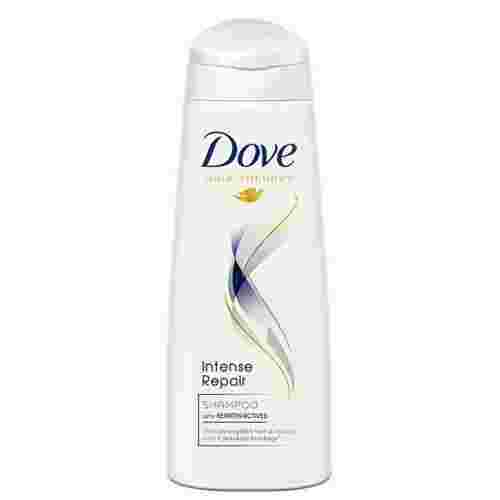 Dove
HAIR THERAPY
Intense
Repair
SHAMPOO
with KERATIN ACTIVES